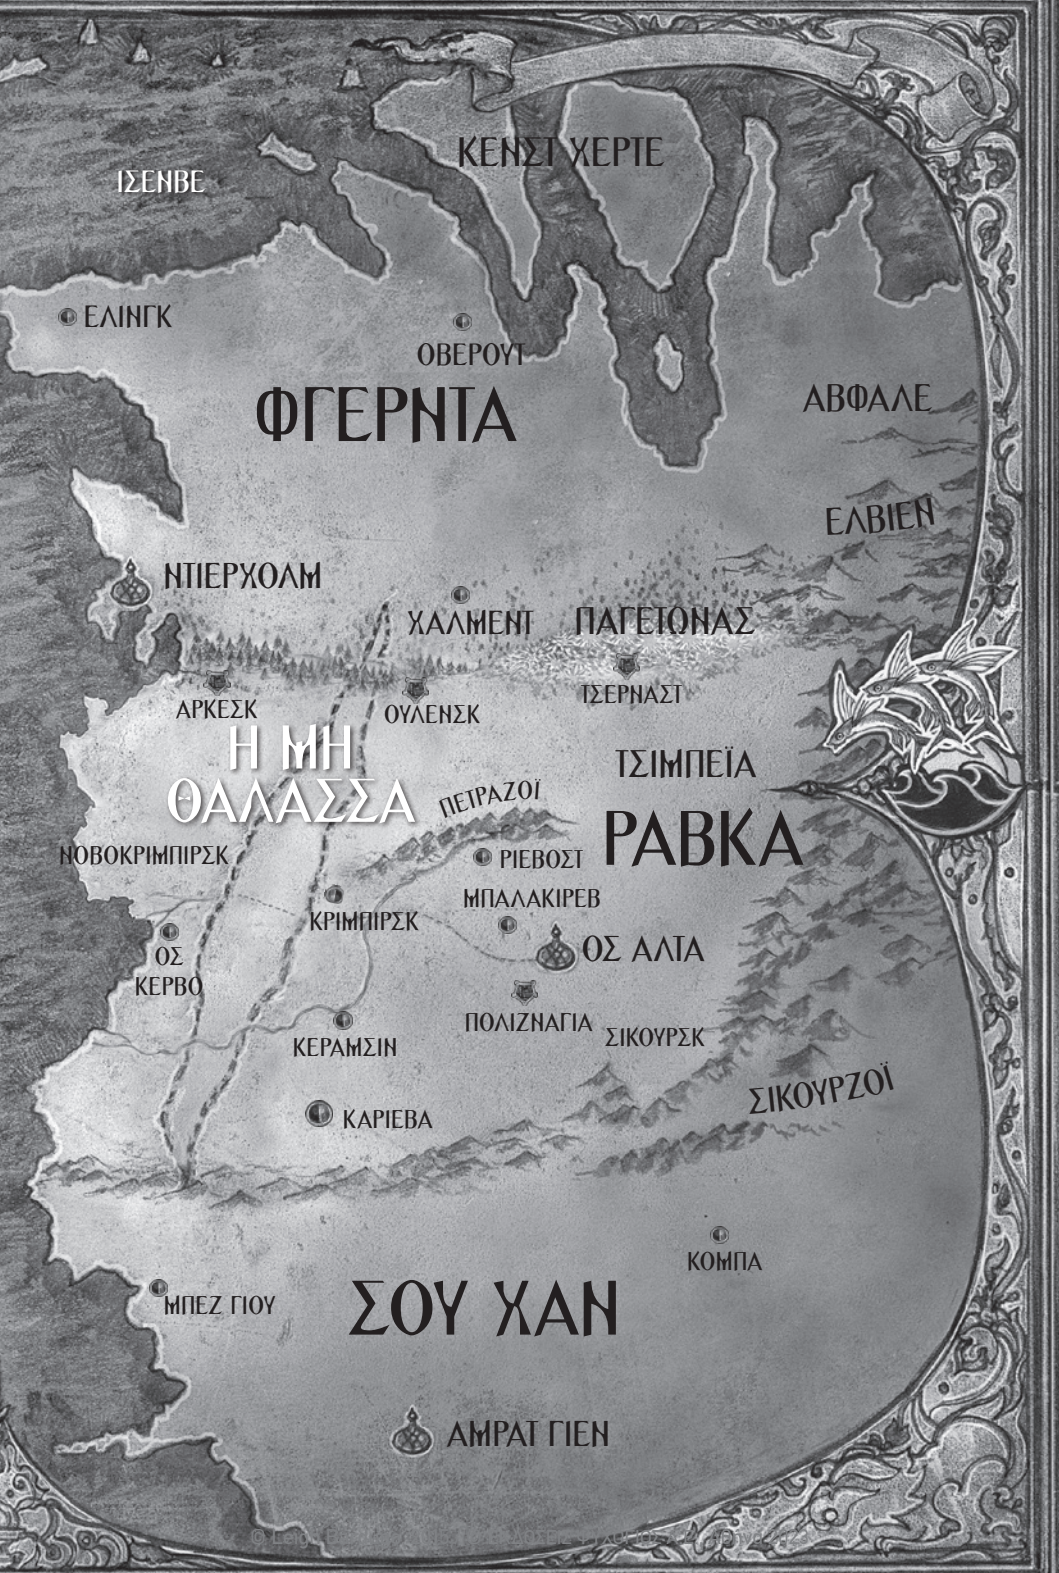 ΚΕΝΣΤ ΧΕΡΤΕ
ΙΣΕΝΒΕ
ΕΛΙΝΓΚ
ΟΒΕΡΟΥΤ
ΦΓΕΡΝΤΑ
ΑΒΦΑΛΕ
ΕΛΒΙΕΝ
ΝΤΙΕΡΧΟΛΜ
ΧΑΛΜΕΝΤ
ΠΑΓΕΤΩΝΑΣ
ΤΣΕΡΝΑΣΤ
ΑΡΚΕΣΚ
ΟΥΛΕΝΣΚ
Η ΜΗ
ΘΑΛΑΣΣΑ
ΤΣΙΜΠΕΪΑ
ΠΕΤΡΑΖΟΪ
ΡΑΒΚΑ
ΝΟΒΟΚΡΙΜΠΙΡΣΚ
ΡΙΕΒΟΣΤ
ΜΠΑΛΑΚΙΡΕΒ
ΚΡΙΜΠΙΡΣΚ
ΟΣ
ΚΕΡΒΟ
ΟΣ ΑΛΤΑ
ΠΟΛΙΖΝΑΓΙΑ
ΣΙΚΟΥΡΣΚ
ΚΕΡΑΜΣΙΝ
ΣΙΚΟΥΡΖΟΪ
ΚΑΡΙΕΒΑ
ΚΟΜΠΑ
ΜΠΕΖ ΓΙΟΥ
ΣΟΥ ΧΑΝ
ΑΜΡΑΤ ΓΙΕΝ